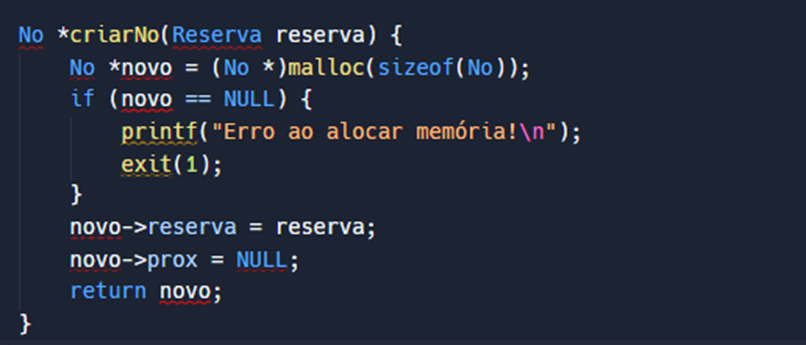 No *criarNo(Reserva reserva) {
No *novo = (No *)malloc(sizeof(No));
if (novo == NULL) {
printf("Erro ao alocar memória!\n");
exit(1);
}
novo->reserva = reserva;
novo->prox = NULL;
return novo;
}